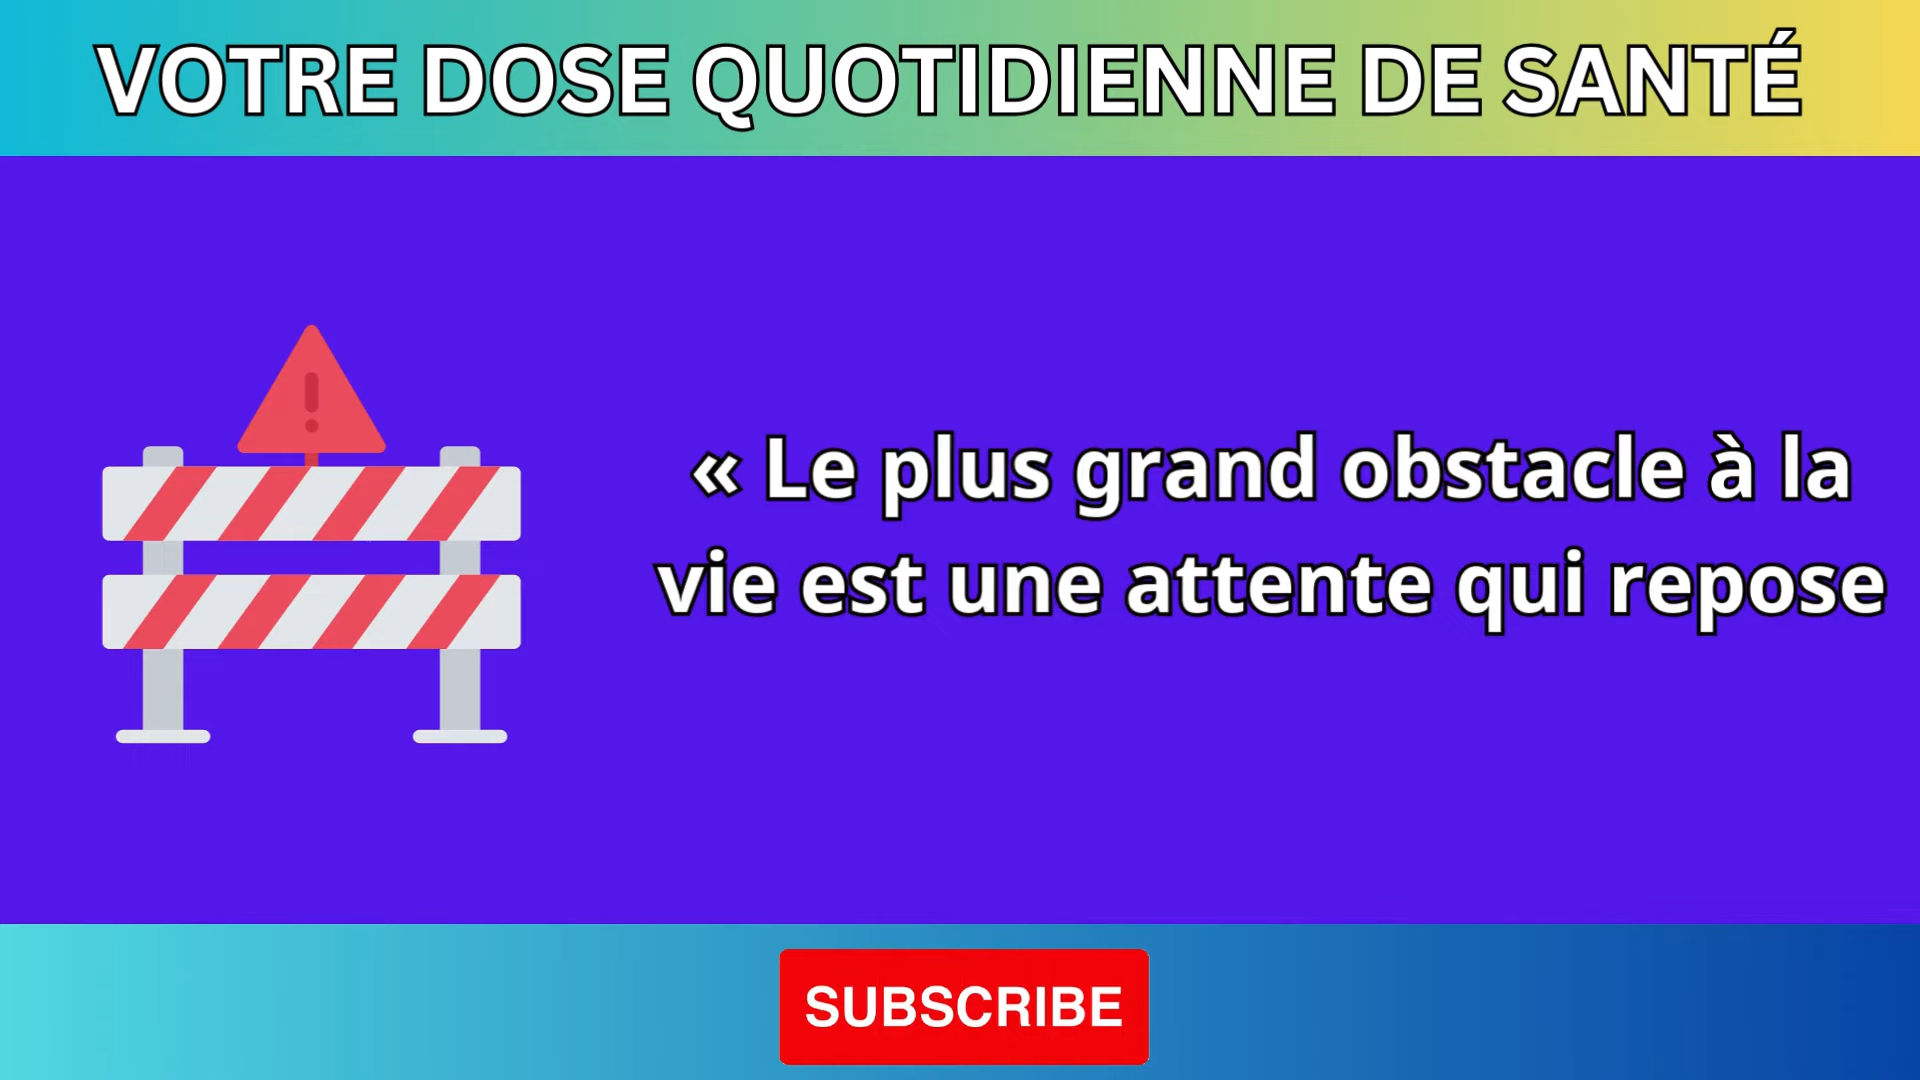 VOTRE DOSE QUOTIDIENNE DE SANTÉ
« Le plus grand obstacle à la
vie est une attente qui repose
SUBSCRIBE